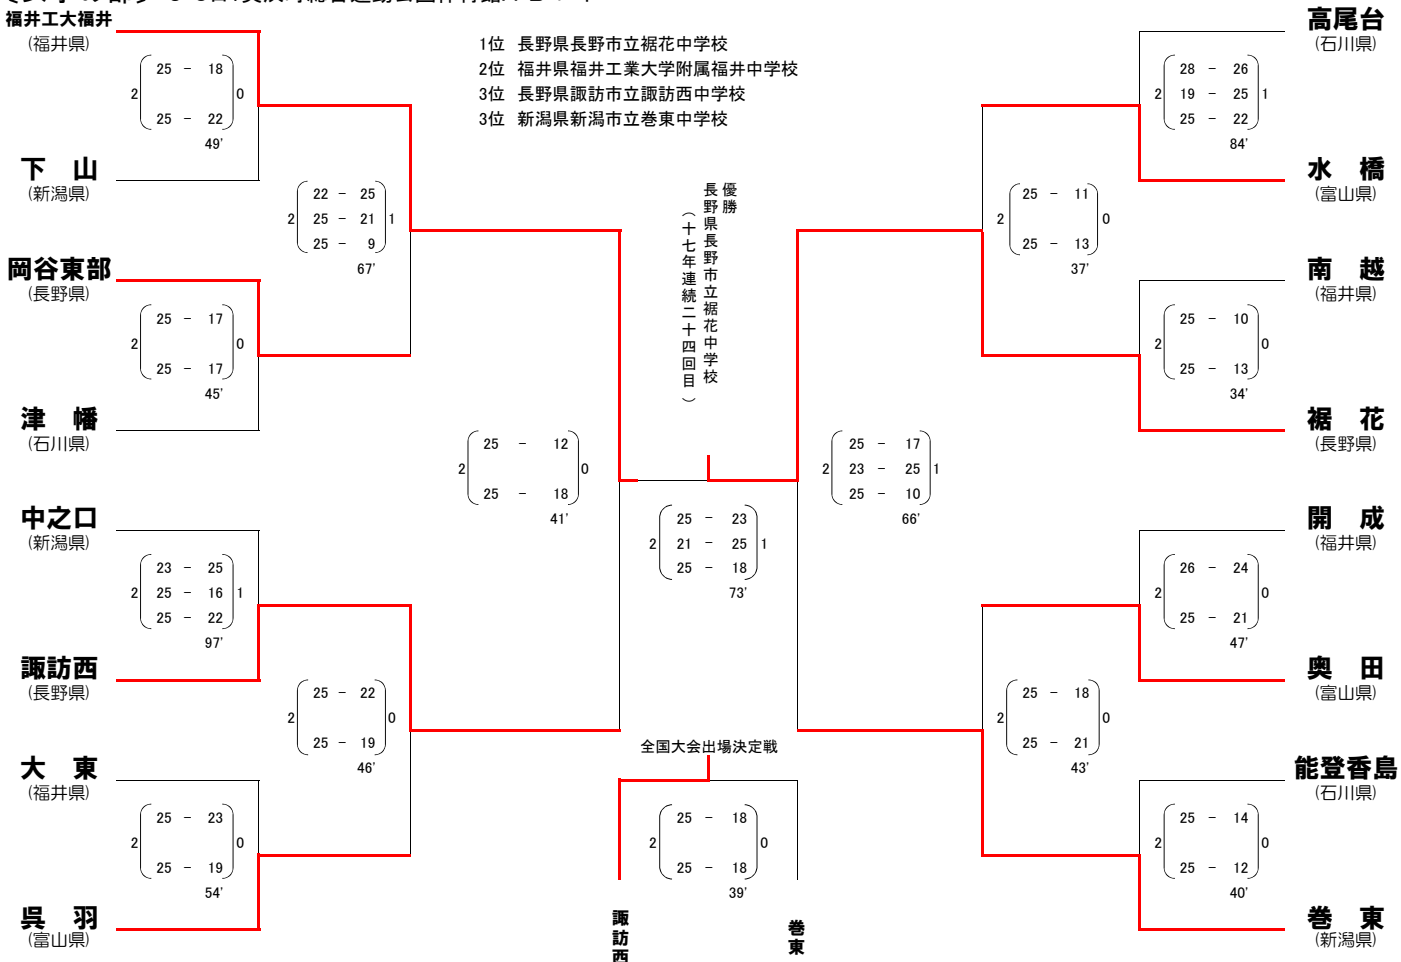 福井工大福井
(福井県)
25 - 18
2 0
25 - 22
49'
下 山
(新潟県)
22 - 25
2 25 - 21 1
25 - 9
67'
岡谷東部
(長野県)
25 - 17
2 0
25 - 17
45'
津 幡
(石川県)
25 - 12
2 0
25 - 18
41'
中之口
(新潟県)
23 - 25
2 25 - 16 1
25 - 22
97'
諏訪西
(長野県)
25 - 22
2 0
25 - 19
46'
大 東
(福井県)
25 - 23
2 0
25 - 19
54'
呉 羽
(富山県)
1位 長野県長野市立裾花中学校
2位 福井県福井工業大学附属福井中学校
3位 長野県諏訪市立諏訪西中学校
3位 新潟県新潟市立巻東中学校
優勝
長野県長野市立裾花中学校
(十七年連続二十四回目)
25 - 23
2 21 - 25 1
25 - 18
73'
全国大会出場決定戦
25 - 18
2 0
25 - 18
39'
諏訪西
巻東
高尾台
(石川県)
28 - 26
2 19 - 25 1
25 - 22
84'
水 橋
(富山県)
25 - 11
2 0
25 - 13
37'
南 越
(福井県)
25 - 10
2 0
25 - 13
34'
裾 花
(長野県)
25 - 17
2 23 - 25 1
25 - 10
66'
開 成
(福井県)
26 - 24
2 0
25 - 21
47'
奥 田
(富山県)
25 - 18
2 0
25 - 21
43'
能登香島
(石川県)
25 - 14
2 0
25 - 12
40'
巻 東
(新潟県)